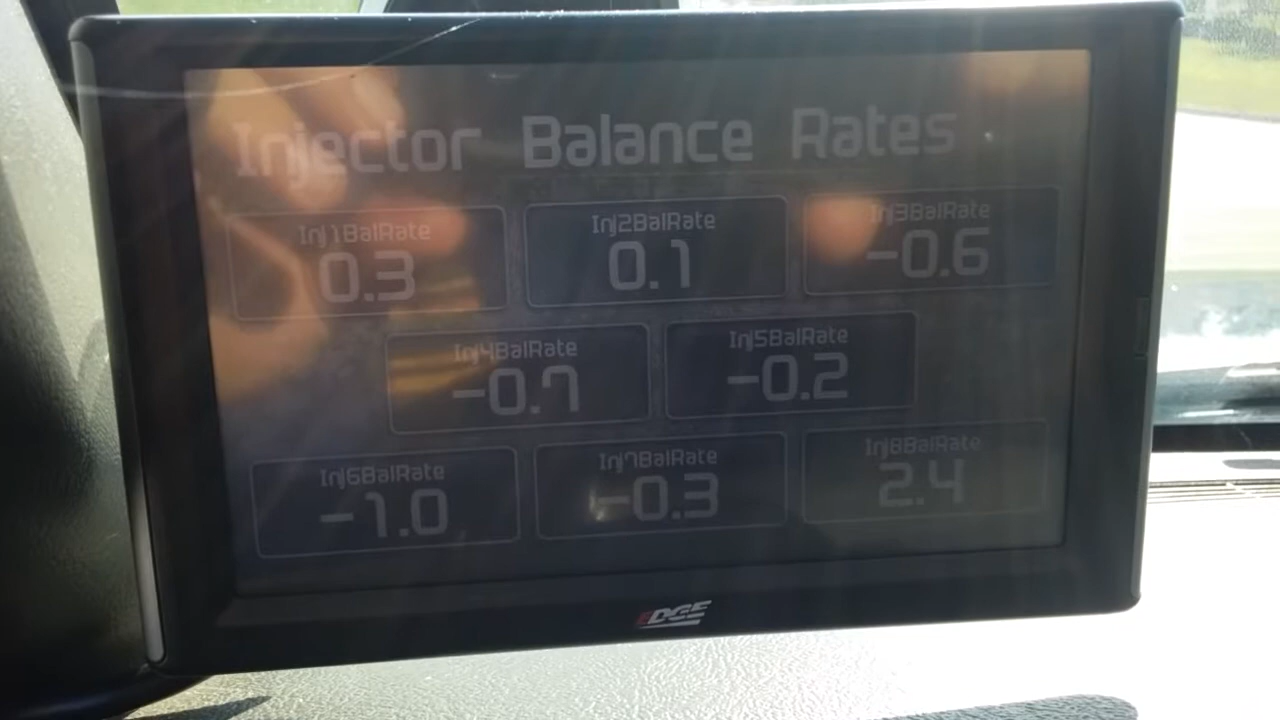 Injector Balance Rates
Inj1BalRate
0.3
Inj2BalRate
0.1
Inj3BalRate
-0.6
Inj4BalRate
-0.7
Inj5BalRate
-0.2
Inj6BalRate
-1.0
Inj7BalRate
-0.3
Inj8BalRate
2.4
EDGE